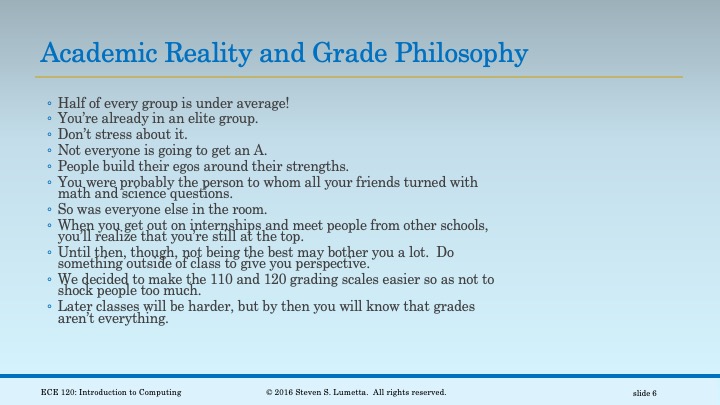 Academic Reality and Grade Philosophy
◦ Half of every group is under average!
◦ You're already in an elite group.
◦ Don't stress about it.
◦ Not everyone is going to get an A.
◦ People build their egos around their strengths.
◦ You were probably the person to whom all your friends turned with
math and science questions.
◦ So was everyone else in the room.
◦ When you get out on internships and meet people from other schools,
you'll realize that you're still at the top.
◦ Until then, though, not being the best may bother you a lot.  Do
something outside of class to give you perspective.
◦ We decided to make the 110 and 120 grading scales easier so as not to
shock people too much.
◦ Later classes will be harder, but by then you will know that grades
aren't everything.
ECE 120: Introduction to Computing
© 2016 Steven S. Lumetta.  All rights reserved.
slide 6